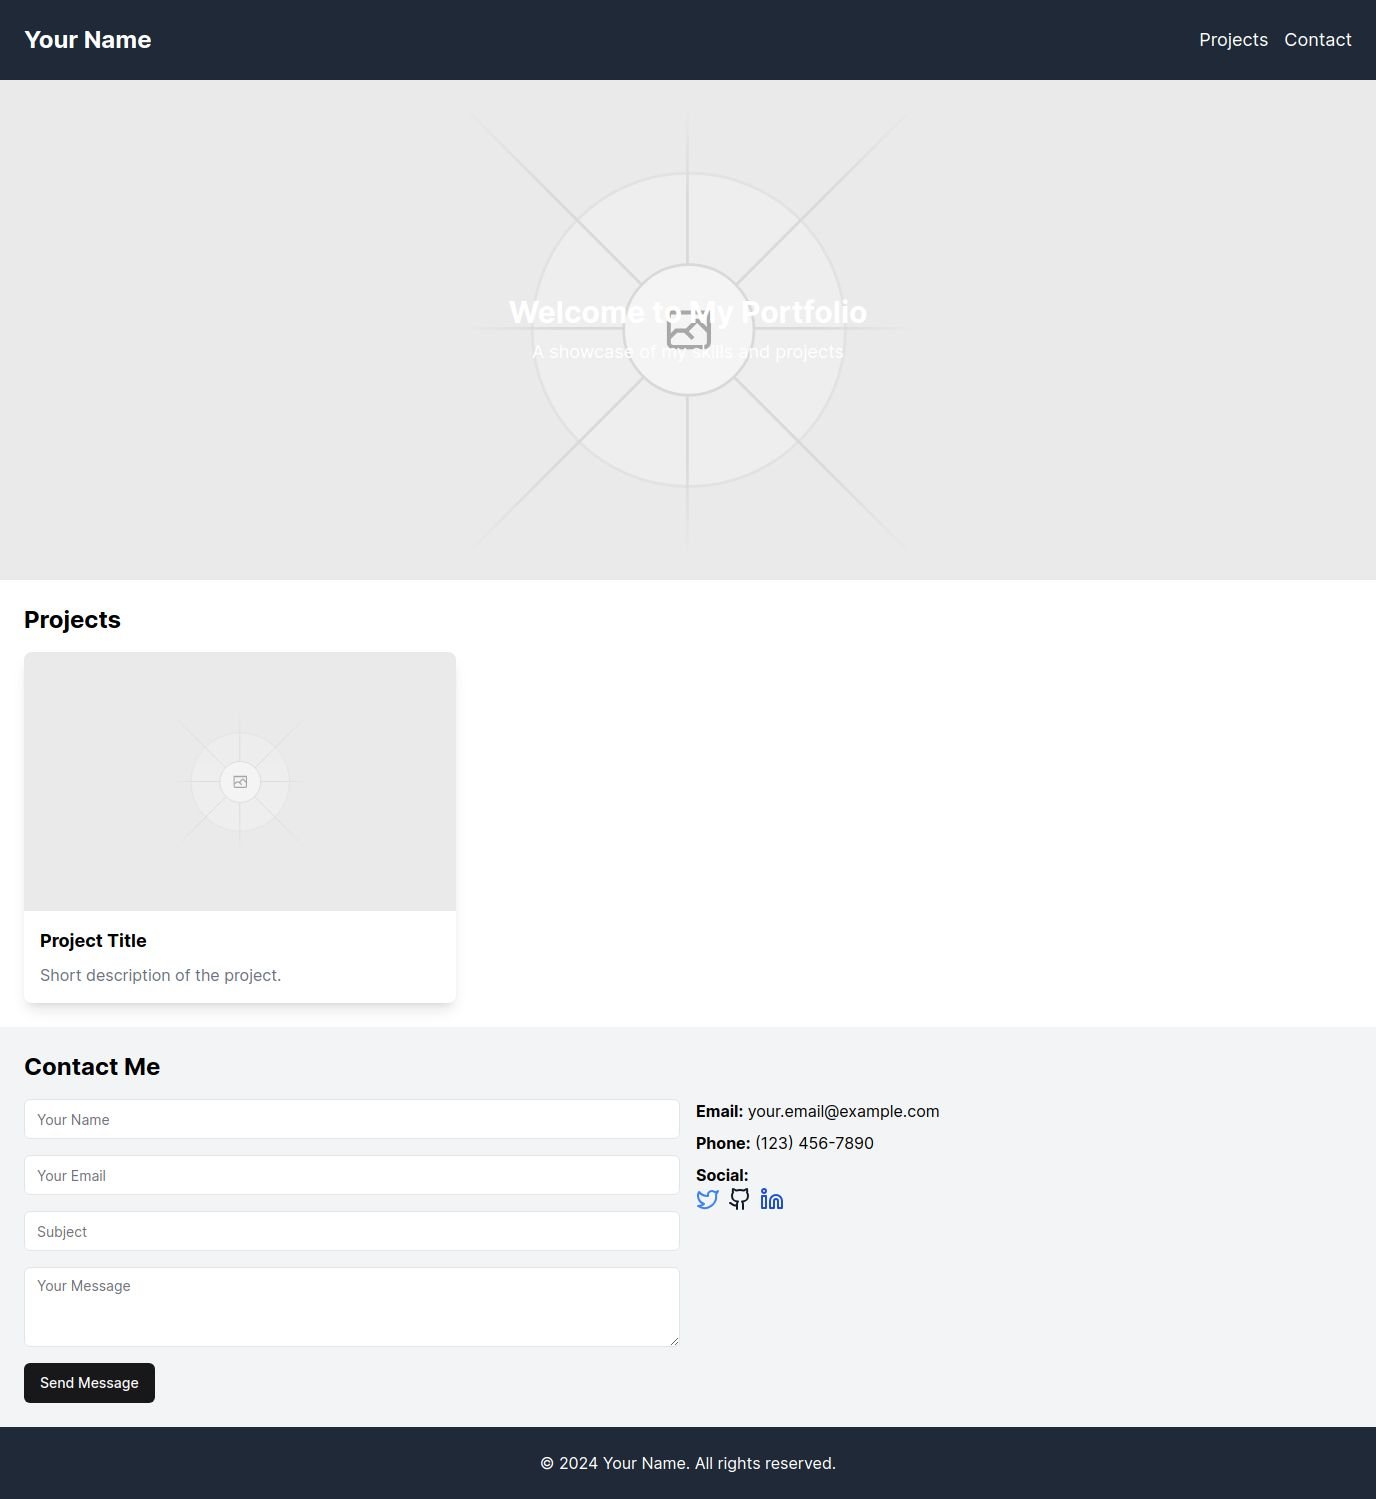 Your Name
Projects Contact
Welcome to My Portfolio
A showcase of my skills and projects
Projects
Project Title
Short description of the project.
Contact Me
Your Name
Your Email
Subject
Your Message
Send Message
Email: your.email@example.com
Phone: (123) 456-7890
Social:
© 2024 Your Name. All rights reserved.